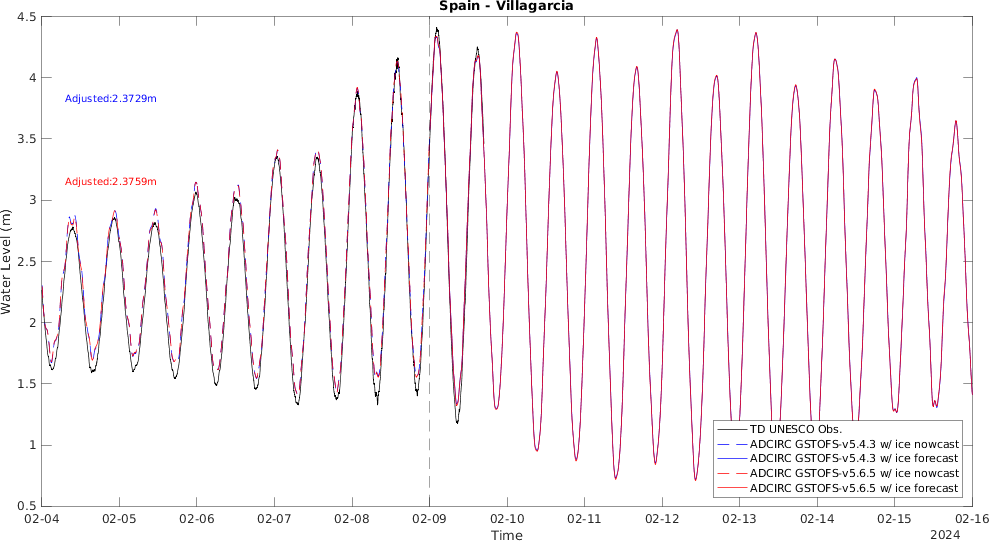 Spain - Villagarcia
4.5
4
3.5
3
2.5
2
1.5
1
0.5
Water Level (m)
Adjusted:2.3729m
Adjusted:2.3759m
TD UNESCO Obs.
ADCIRC GSTOFS-v5.4.3 w/ ice nowcast
ADCIRC GSTOFS-v5.4.3 w/ ice forecast
ADCIRC GSTOFS-v5.6.5 w/ ice nowcast
ADCIRC GSTOFS-v5.6.5 w/ ice forecast
02-04 02-05 02-06 02-07 02-08 02-09 02-10 02-11 02-12 02-13 02-14 02-15 02-16
Time
2024